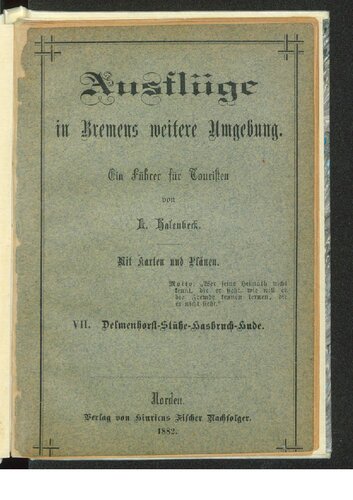 Ausflüge
in Bremens weitere Umgebung.
Ein Führer für Touristen
von
L. Halenbeck.
Mit Karten und Plänen.
Motto: „Wer seine Heimath nicht
kennt, die er sieht, wie will er
die Fremde kennen lernen, die
er nicht sieht."
VII. Delmenhorst-Stühe-Hasbruch-Hude.
Norden.
Verlag von Hinricus Fischer Nachfolger.
1882.